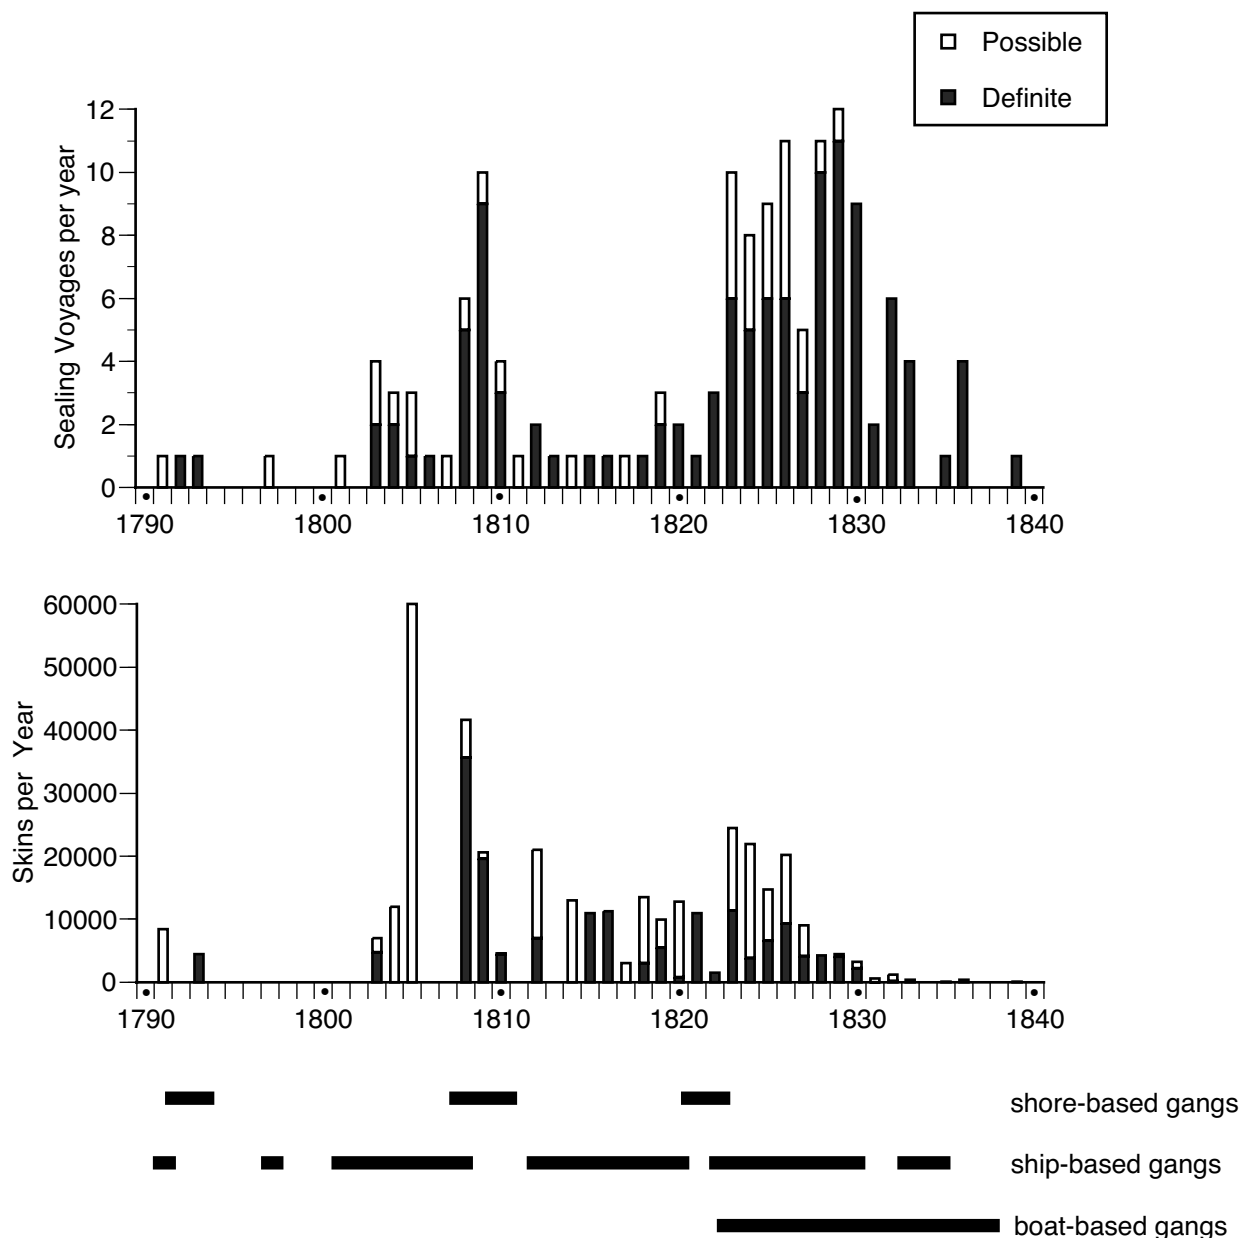 Possible
Definite
Sealing Voyages per year
12
10
8
6
4
2
0
1790 1800 1810 1820 1830 1840
Skins per Year
60000
50000
40000
30000
20000
10000
0
1790 1800 1810 1820 1830 1840
shore-based gangs
ship-based gangs
boat-based gangs